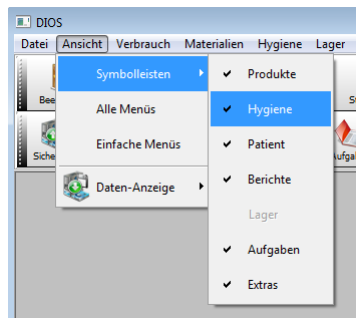 DIOS
Datei Ansicht Verbrauch Materialien Hygiene Lager
Symbolleisten
Alle Menüs
Einfache Menüs
Daten-Anzeige
Produkte
Hygiene
Patient
Berichte
Lager
Aufgaben
Extras